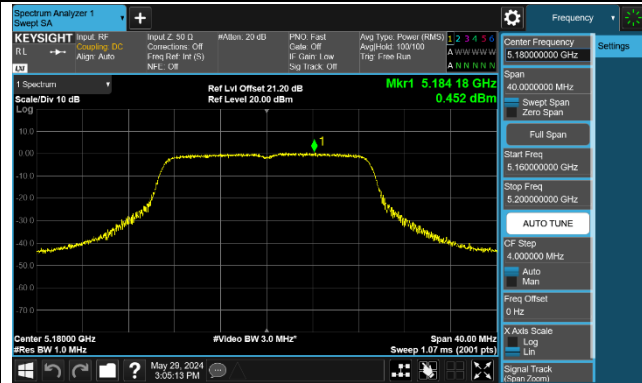 Spectrum Analyzer 1
Swept SA
Frequency
KEYSIGHT
RL
LXI
Input: RF
Coupling: DC
Align: Auto
Input Z: 50 Ω
Corrections: Off
Freq Ref: Int (S)
NFE: Off
#Atten: 20 dB
PNO: Fast
Gate: Off
IF Gain: Low
Sig Track: Off
Avg Type: Power (RMS)
Avg|Hold: 100/100
Trig: Free Run
1 2 3 4 5 6
A W W W W W
A N N N N N
1 Spectrum
Scale/Div 10 dB
Log
Ref Lvl Offset 21.20 dB
Ref Level 20.00 dBm
Mkr1 5.184 18 GHz
0.452 dBm
10.0
0.00
-10.0
-20.0
-30.0
-40.0
-50.0
-60.0
-70.0
1
Center 5.18000 GHz
#Res BW 1.0 MHz
#Video BW 3.0 MHz*
Span 40.00 MHz
Sweep 1.07 ms (2001 pts)
May 29, 2024
3:05:13 PM
?
Center Frequency
5.180000000 GHz
Settings
Span
40.0000000 MHz
Swept Span
Zero Span
Full Span
Start Freq
5.160000000 GHz
Stop Freq
5.200000000 GHz
AUTO TUNE
CF Step
4.000000 MHz
Auto
Man
Freq Offset
0 Hz
X Axis Scale
Log
Lin
Signal Track
(Span Zoom)